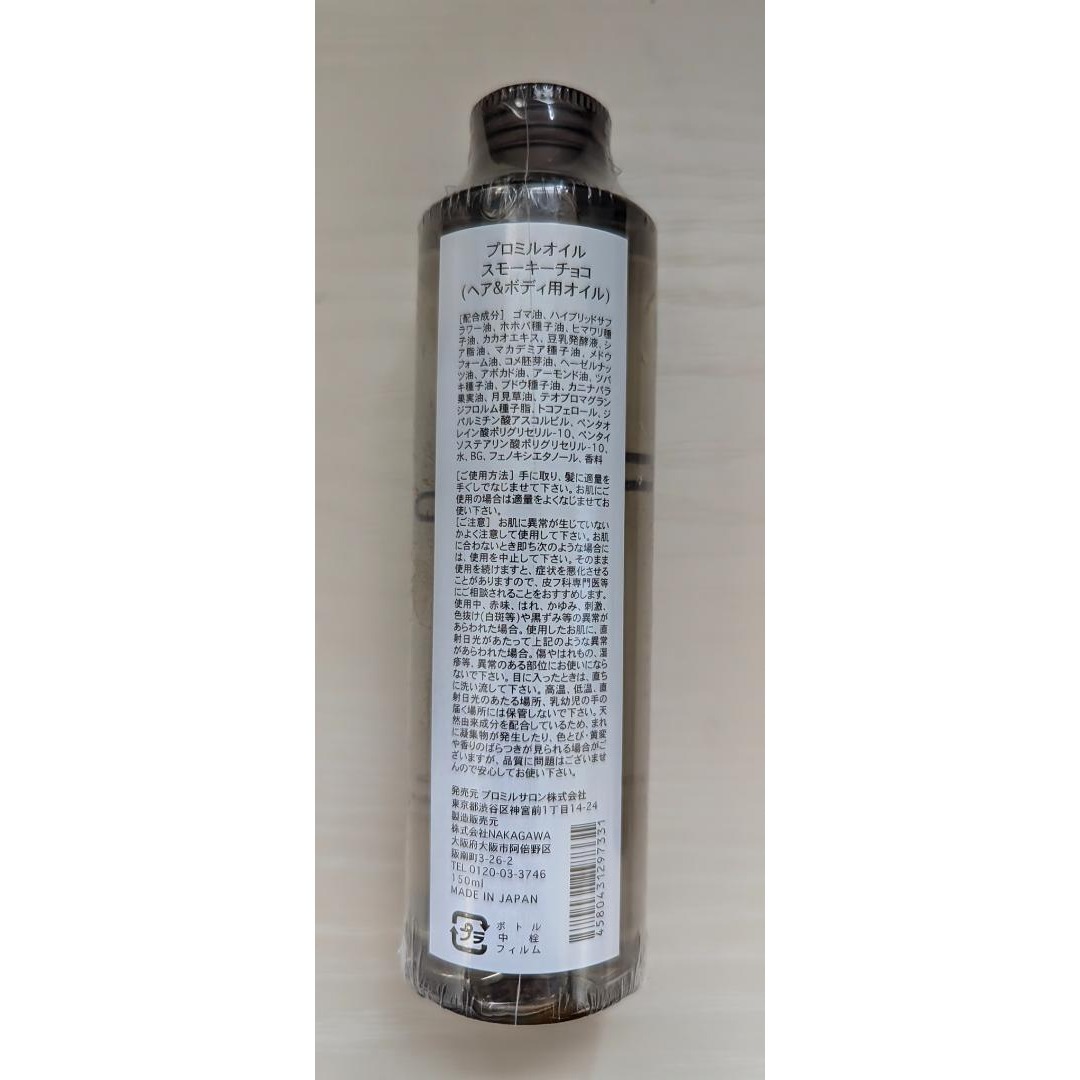 プロミルオイル
スモーキーチョコ
(ヘア&ボディ用オイル)
[配合成分] ゴマ油、ハイブリッドサフ
ラワー油、ホホバ種子油、ヒマワリ種
子油、カカオエキス、豆乳発酵液、シ
ア脂油、マカデミア種子油、メドウ
フォーム油、コメ胚芽油、ヘーゼルナッ
ツ油、アボカド油、アーモンド油、ツバ
キ種子油、ブドウ種子油、カニナバラ
果実油、月見草油、テオブロマグラン
ジフロルム種子脂、トコフェロール、ジ
パルミチン酸アスコルビル、ペンタオ
レイン酸ポリグリセリル-10、ペンタイ
ソステアリン酸ポリグリセリル-10、
水、BG、フェノキシエタノール、香料
[ご使用方法] 手に取り、髪に適量を
手ぐしでなじませて下さい。お肌にご
使用の場合は適量をよくなじませてお
使い下さい。
[ご注意] お肌に異常が生じていない
かよく注意して使用して下さい。お肌
に合わないとき即ち次のような場合に
は、使用を中止して下さい。そのまま
使用を続けますと、症状を悪化させる
ことがありますので、皮フ科専門医等
にご相談されることをおすすめします。
使用中、赤味、はれ、かゆみ、刺激、
色抜け(白斑等)や黒ずみ等の異常が
あらわれた場合。使用したお肌に、直
射日光があたって上記のような異常
があらわれた場合。傷やはれもの、湿
疹等、異常のある部位にお使いになら
ないで下さい。目に入ったときは、直ち
に洗い流して下さい。高温、低温、直
射日光のあたる場所、乳幼児の手の
届く場所には保管しないで下さい。天
然由来成分を配合しているため、まれ
に凝集物が発生したり、色とび・黄変
や香りのばらつきが見られる場合がご
ざいますが、品質に問題はございませ
んので安心してお使い下さい。
発売元 プロミルサロン株式会社
東京都渋谷区神宮前1丁目14-24
製造販売元
株式会社NAKAGAWA
大阪府大阪市阿倍野区
阪南町3-26-2
TEL.0120-03-3746
150ml
MADE IN JAPAN
4580431297331
プラ
ボトル
中栓
フィルム